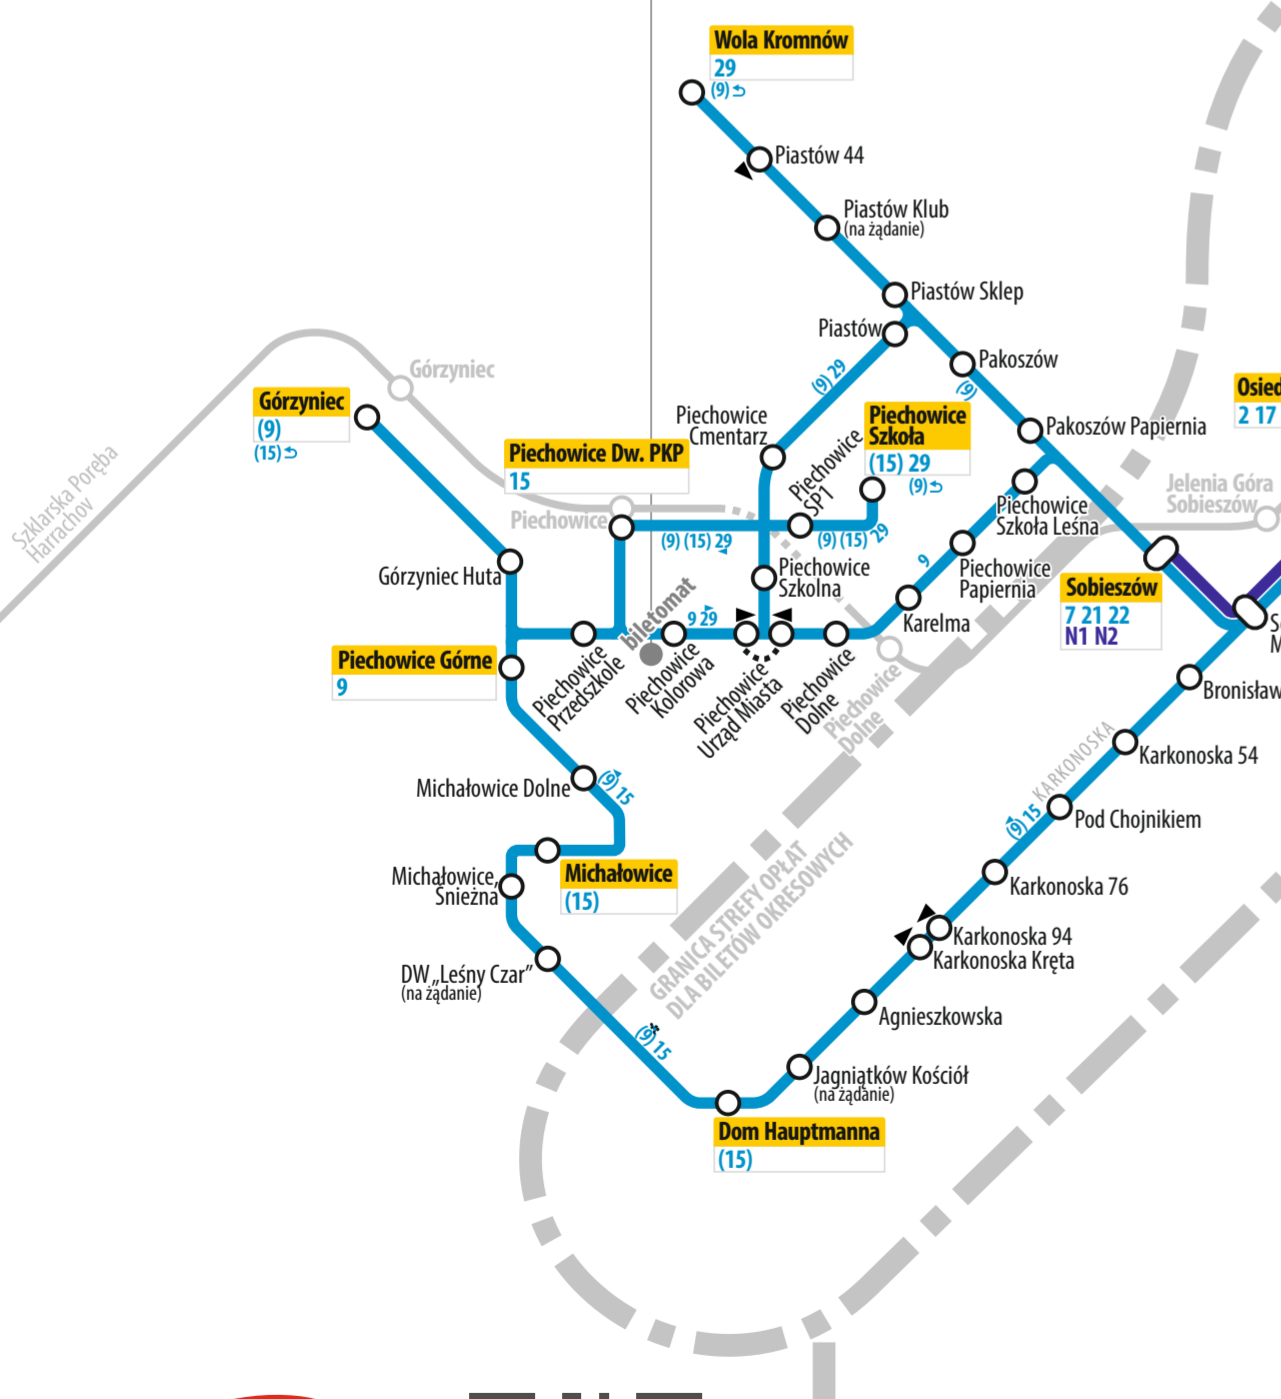 Wola Kromnów
29
(9)
Piastów 44
Piastów Klub
(na żądanie)
Piastów Sklep
Piastów
Pakoszów
(9) 29
(9)
Górzyniec
Górzyniec
(9)
(15)
Szklarska Poręba
Harrachov
Piechowice Dw. PKP
15
Piechowice
Piechowice
Cmentarz
Piechowice
SP1
Piechowice
Szkoła
(15) 29
(9)
Pakoszów Papiernia
Osied
2 17
Jelenia Góra
Sobieszów
Piechowice
Szkoła Leśna
(9) (15) 29
(9) (15)
29
9
Piechowice
Papiernia
Górzyniec Huta
Piechowice
Szkolna
Sobieszów
7 21 22
N1 N2
Karelma
biletomat
9 29
Piechowice Górne
9
Piechowice
Przedszkole
Piechowice
Kolorowa
Piechowice
Urząd Miasta
Piechowice
Dolne
Piechowice
Dolne
Bronisław
Karkonoska 54
KARKONOSKA
Michałowice Dolne
(9) 15
(9) 15
Pod Chojnikiem
Michałowice
(15)
Michałowice,
Śnieżna
Karkonoska 76
GRANICA STREFY OPŁAT
DLA BILETÓW OKRESOWYCH
Karkonoska 94
Karkonoska Kręta
DW „Leśny Czar”
(na żądanie)
Agnieszkowska
(9)* 15
Jagniątków Kościół
(na żądanie)
Dom Hauptmanna
(15)